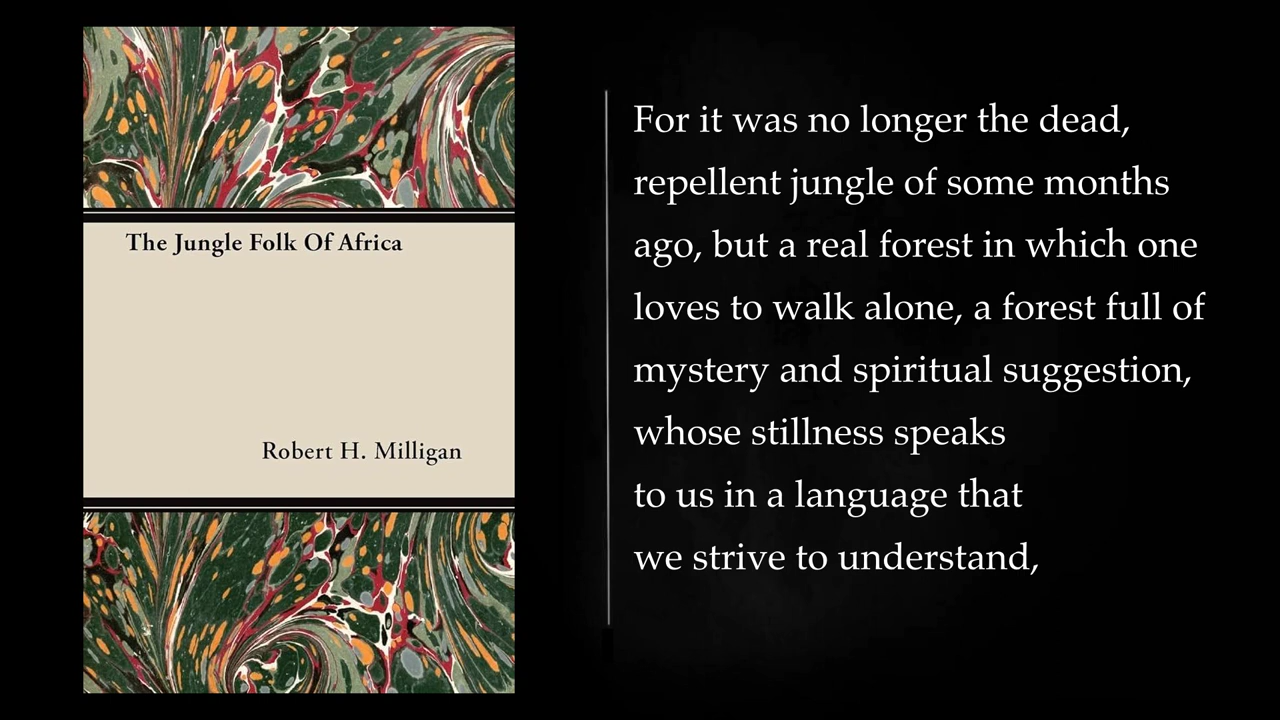 The Jungle Folk Of Africa
Robert H. Milligan
For it was no longer the dead,
repellent jungle of some months
ago, but a real forest in which one
loves to walk alone, a forest full of
mystery and spiritual suggestion,
whose stillness speaks
to us in a language that
we strive to understand,